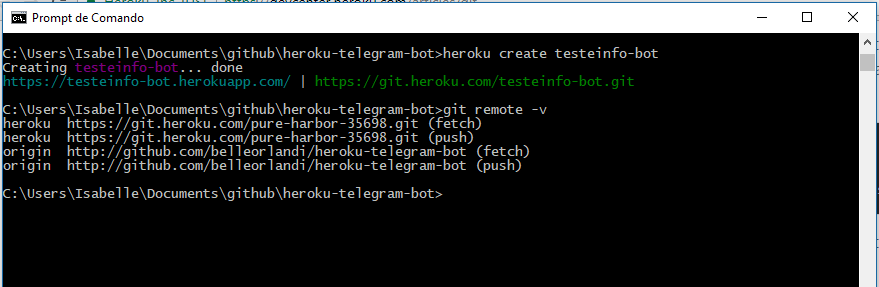 Prompt de Comando
C:\Users\Isabelle\Documents\github\heroku-telegram-bot>heroku create testeinfo-bot
Creating testeinfo-bot... done
https://testeinfo-bot.herokuapp.com/ | https://git.heroku.com/testeinfo-bot.git
C:\Users\Isabelle\Documents\github\heroku-telegram-bot>git remote -v
heroku  https://git.heroku.com/pure-harbor-35698.git (fetch)
heroku  https://git.heroku.com/pure-harbor-35698.git (push)
origin  http://github.com/belleorlandi/heroku-telegram-bot (fetch)
origin  http://github.com/belleorlandi/heroku-telegram-bot (push)
C:\Users\Isabelle\Documents\github\heroku-telegram-bot>